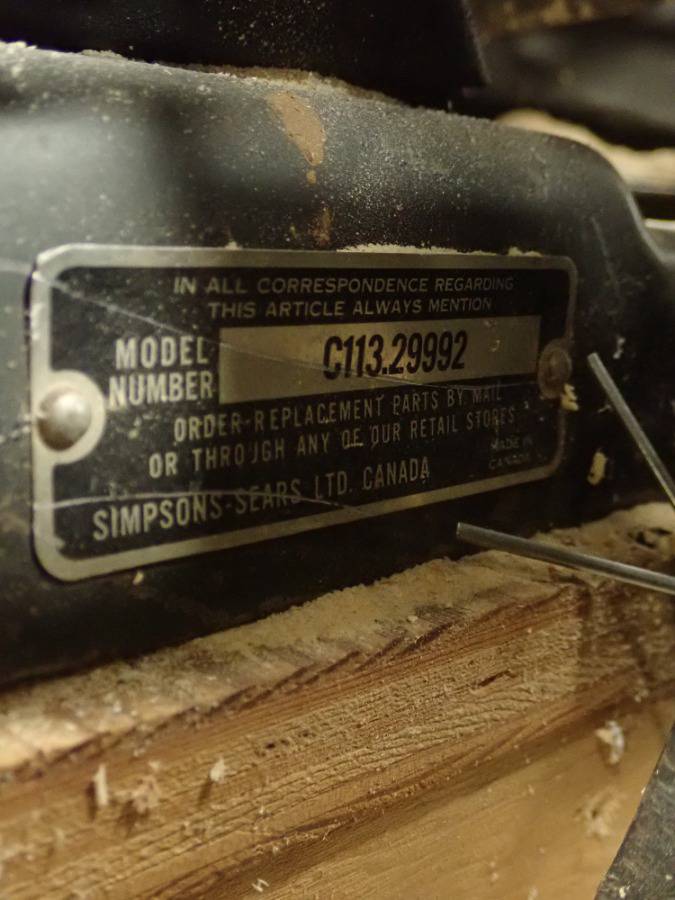 IN ALL CORRESPONDENCE REGARDING
THIS ARTICLE ALWAYS MENTION
MODEL
NUMBER
C113.29992
ORDER-REPLACEMENT PARTS BY MAIL
OR THROUGH ANY OF OUR RETAIL STORES
MADE IN
CANADA
SIMPSONS-SEARS LTD. CANADA